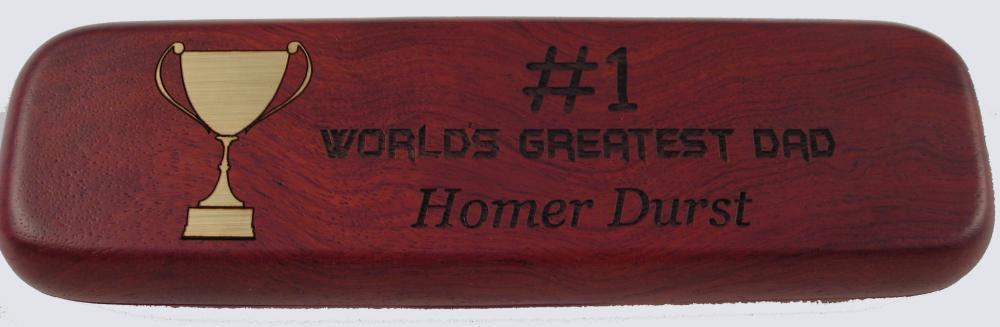 #1
WORLD'S GREATEST DAD
Homer Durst